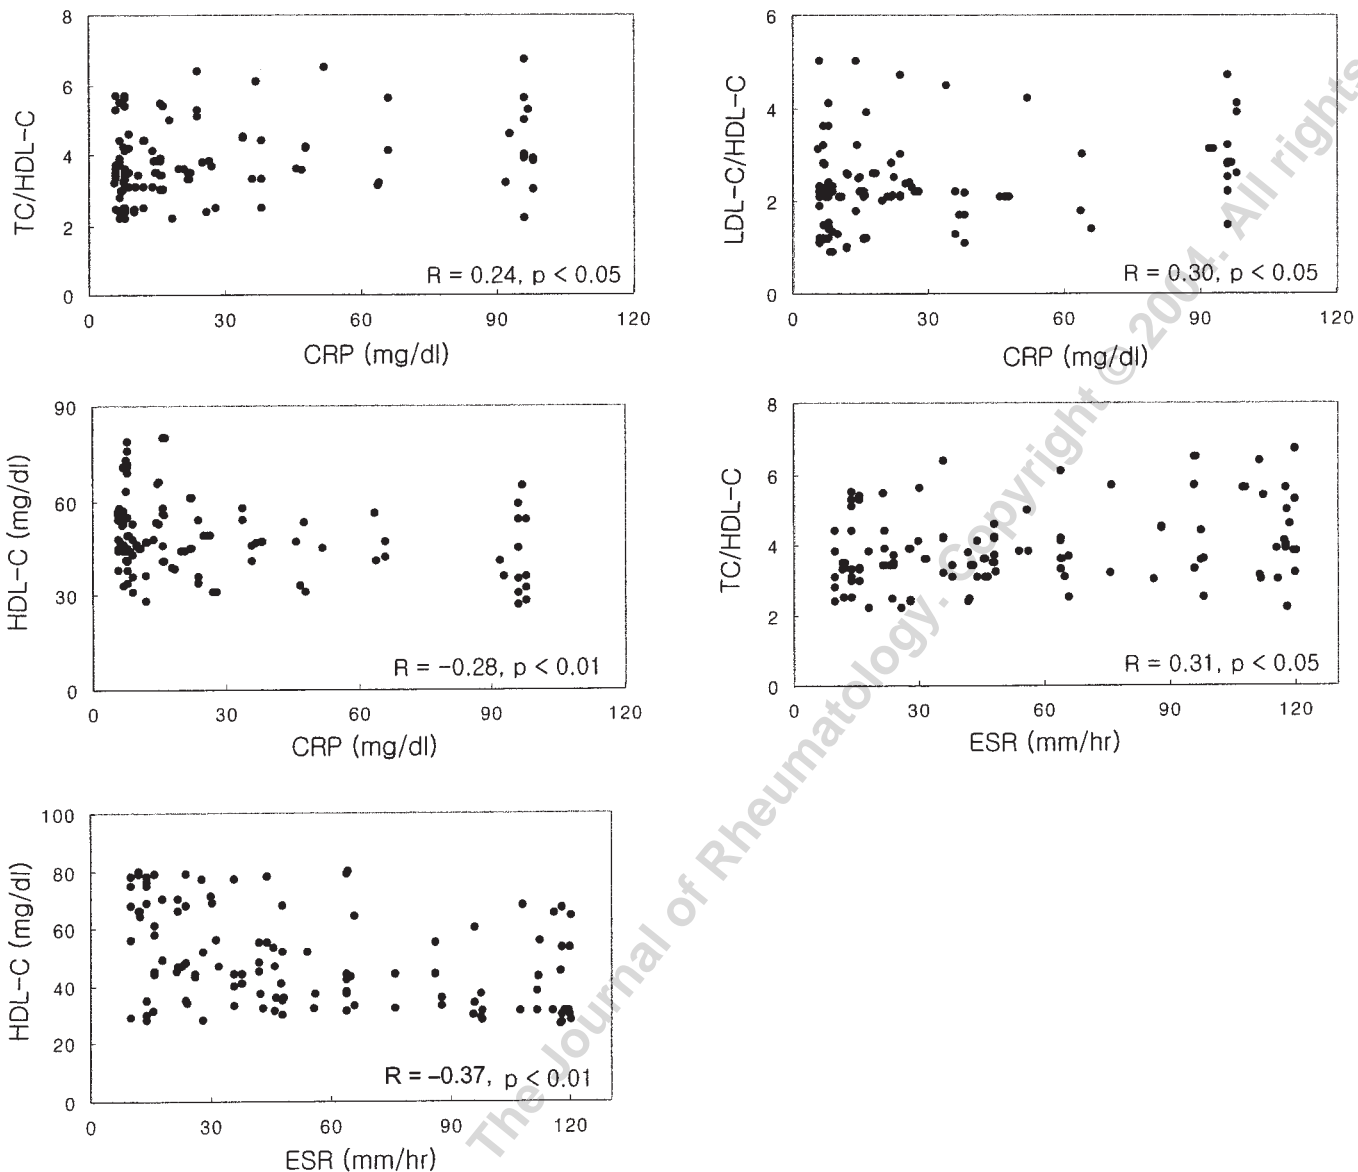 8
6
4
2
0
TC/HDL-C
R = 0.24, p < 0.05
0 30 60 90 120
CRP (mg/dl)
6
4
2
0
LDL-C/HDL-C
R = 0.30, p < 0.05
0 30 60 90 120
CRP (mg/dl)
90
60
30
0
HDL-C (mg/dl)
R = -0.28, p < 0.01
0 30 60 90 120
CRP (mg/dl)
8
6
4
2
0
TC/HDL-C
R = 0.31, p < 0.05
0 30 60 90 120
ESR (mm/hr)
100
80
60
40
20
0
HDL-C (mg/dl)
R = -0.37, p < 0.01
0 30 60 90 120
ESR (mm/hr)
The Journal of Rheumatology. Copyright © 2004. All rights